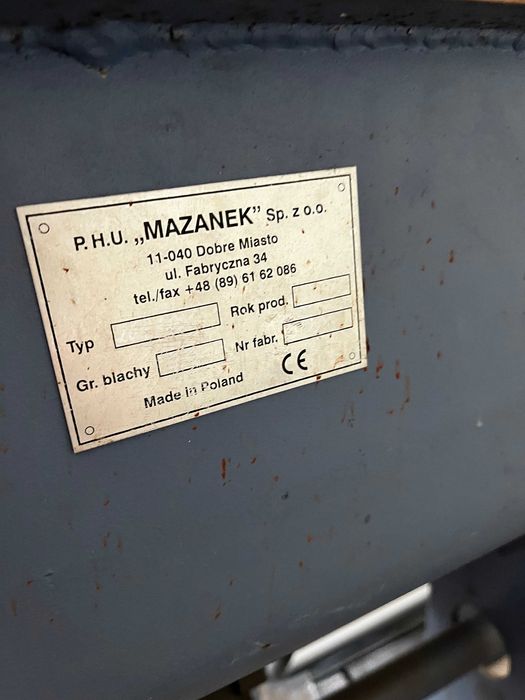 P.H.U. „MAZANEK” Sp. z o.o.
11-040 Dobre Miasto
ul. Fabryczna 34
tel./fax +48 (89) 61 62 086
Typ Rok prod.
Gr. blachy Nr fabr.
Made in Poland CE